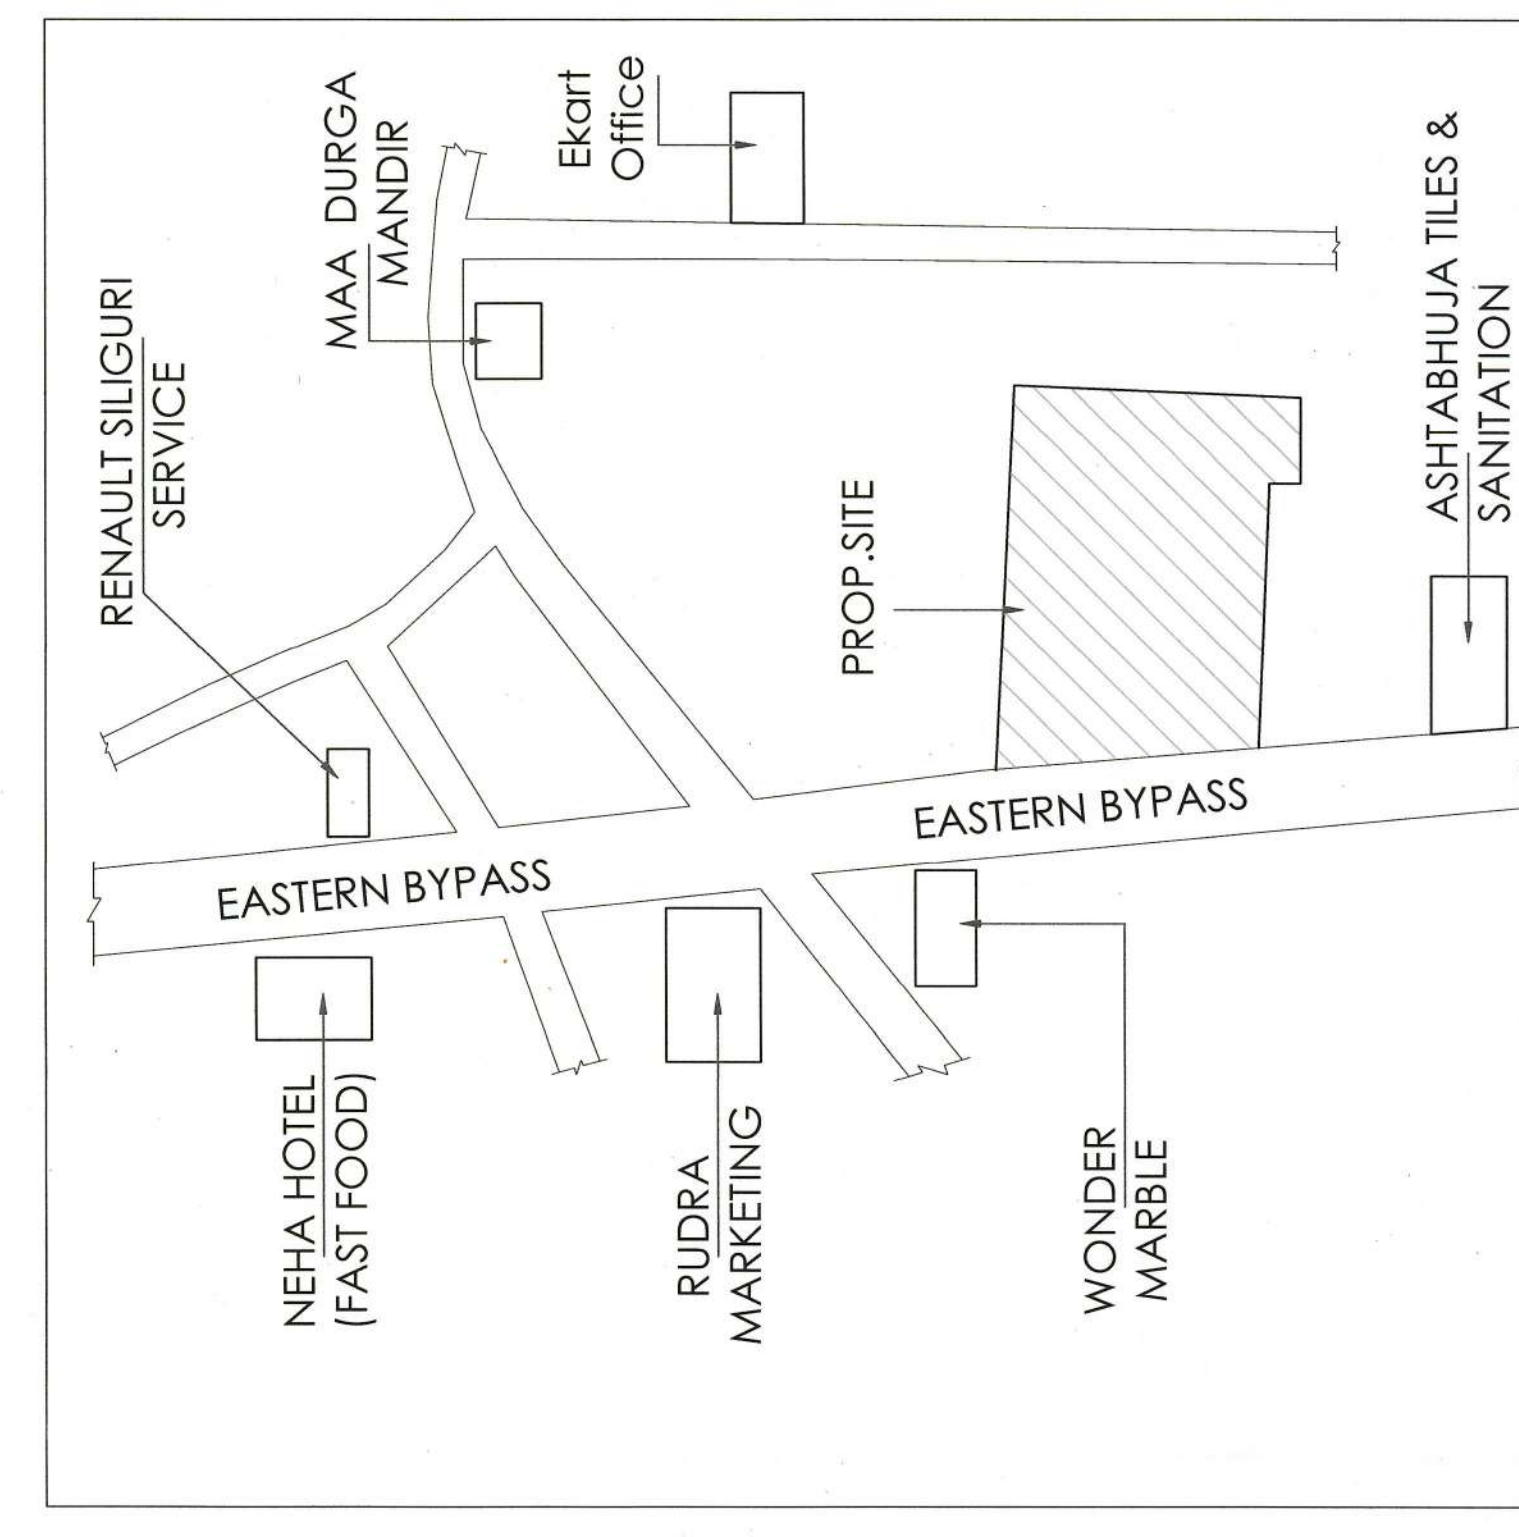 RENAULT SILIGURI
SERVICE
MAA DURGA
MANDIR
Ekart
Office
PROP.SITE
ASHTABHUJA TILES &
SANITATION
EASTERN BYPASS
EASTERN BYPASS
NEHA HOTEL
(FAST FOOD)
RUDRA
MARKETING
WONDER
MARBLE